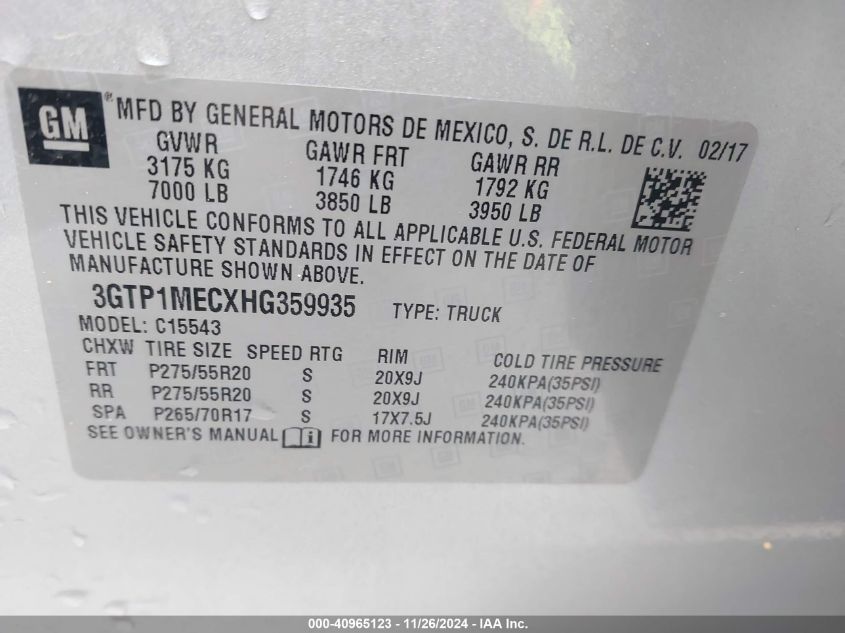 GM ® MFD BY GENERAL MOTORS DE MEXICO, S. DE R.L. DE C.V. 02/17
GVWR GAWR FRT GAWR RR
3175 KG 1746 KG 1792 KG
7000 LB 3850 LB 3950 LB
THIS VEHICLE CONFORMS TO ALL APPLICABLE U.S. FEDERAL MOTOR
VEHICLE SAFETY STANDARDS IN EFFECT ON THE DATE OF
MANUFACTURE SHOWN ABOVE.
3GTP1MECXHG359935 TYPE: TRUCK
MODEL: C15543
CHXW TIRE SIZE SPEED RTG RIM COLD TIRE PRESSURE
FRT P275/55R20 S 20X9J 240KPA(35PSI)
RR P275/55R20 S 20X9J 240KPA(35PSI)
SPA P265/70R17 S 17X7.5J 240KPA(35PSI)
SEE OWNER'S MANUAL i FOR MORE INFORMATION.
000-40965123 - 11/26/2024 - IAA Inc.